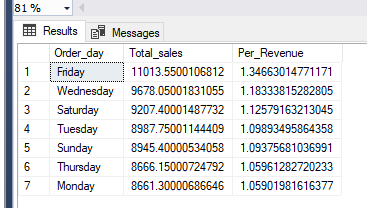 81 %
Results Messages
Order_day Total_sales Per_Revenue
1 Friday 11013.5500106812 1.34663014771171
2 Wednesday 9678.05001831055 1.18333815282805
3 Saturday 9207.40001487732 1.12579163213045
4 Tuesday 8987.75001144409 1.09893495864358
5 Sunday 8945.40000534058 1.09375681036991
6 Thursday 8666.15000724792 1.05961282720233
7 Monday 8661.30000686646 1.05901981616377